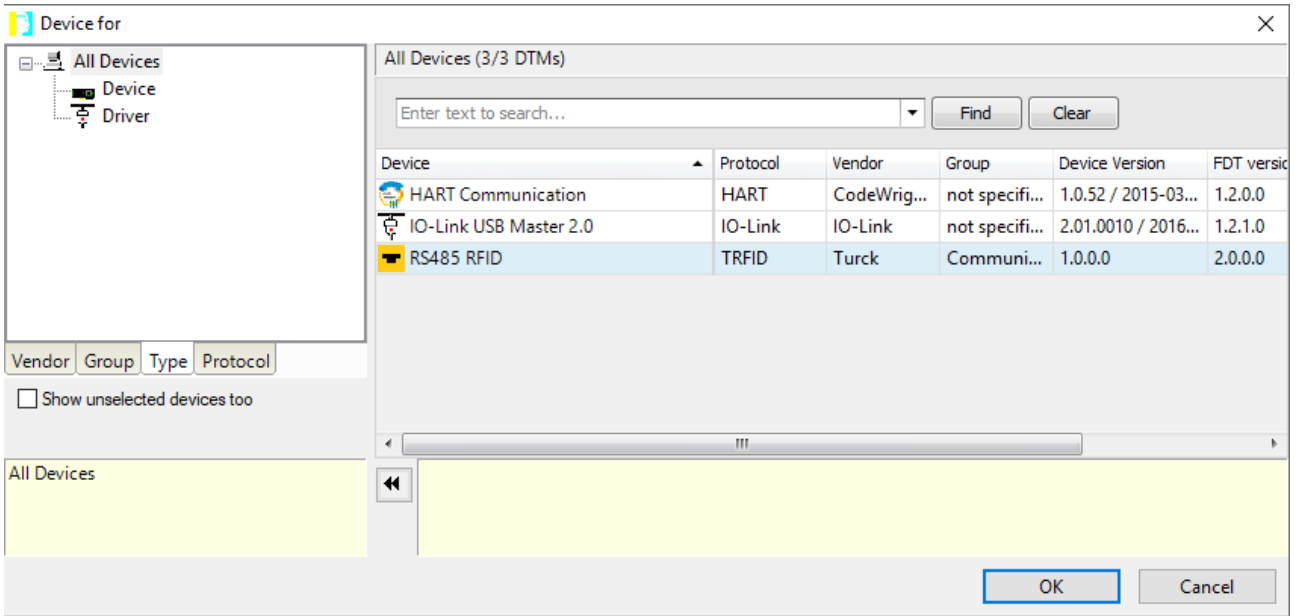 Device for
All Devices
Device
Driver
Vendor Group Type Protocol
Show unselected devices too
All Devices
All Devices (3/3 DTMs)
Enter text to search... Find Clear
Device Protocol Vendor Group Device Version FDT versic
HART Communication HART CodeWrig... not specifi... 1.0.52 / 2015-03... 1.2.0.0
IO-Link USB Master 2.0 IO-Link IO-Link not specifi... 2.01.0010 / 2016... 1.2.1.0
RS485 RFID TRFID Turck Communi... 1.0.0.0 2.0.0.0
OK Cancel